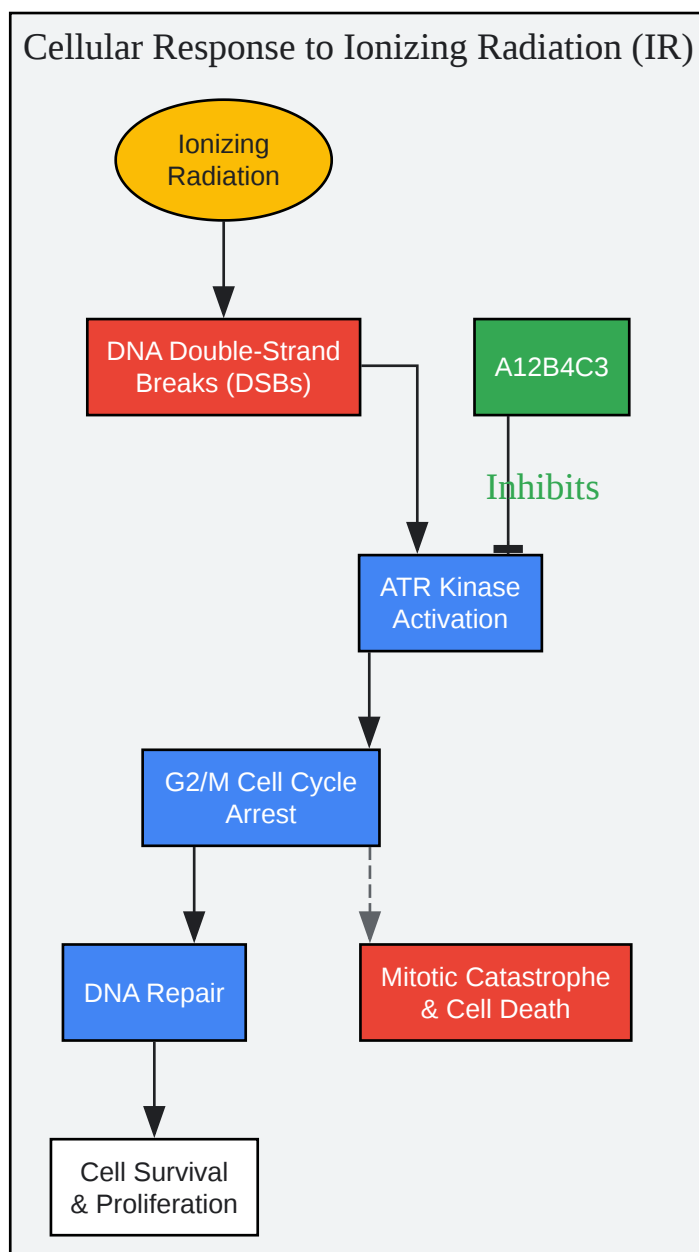 Cellular Response to Ionizing Radiation (IR)
Ionizing
Radiation
DNA Double-Strand
Breaks (DSBs)
A12B4C3
Inhibits
ATR Kinase
Activation
G2/M Cell Cycle
Arrest
DNA Repair
Mitotic Catastrophe
& Cell Death
Cell Survival
& Proliferation